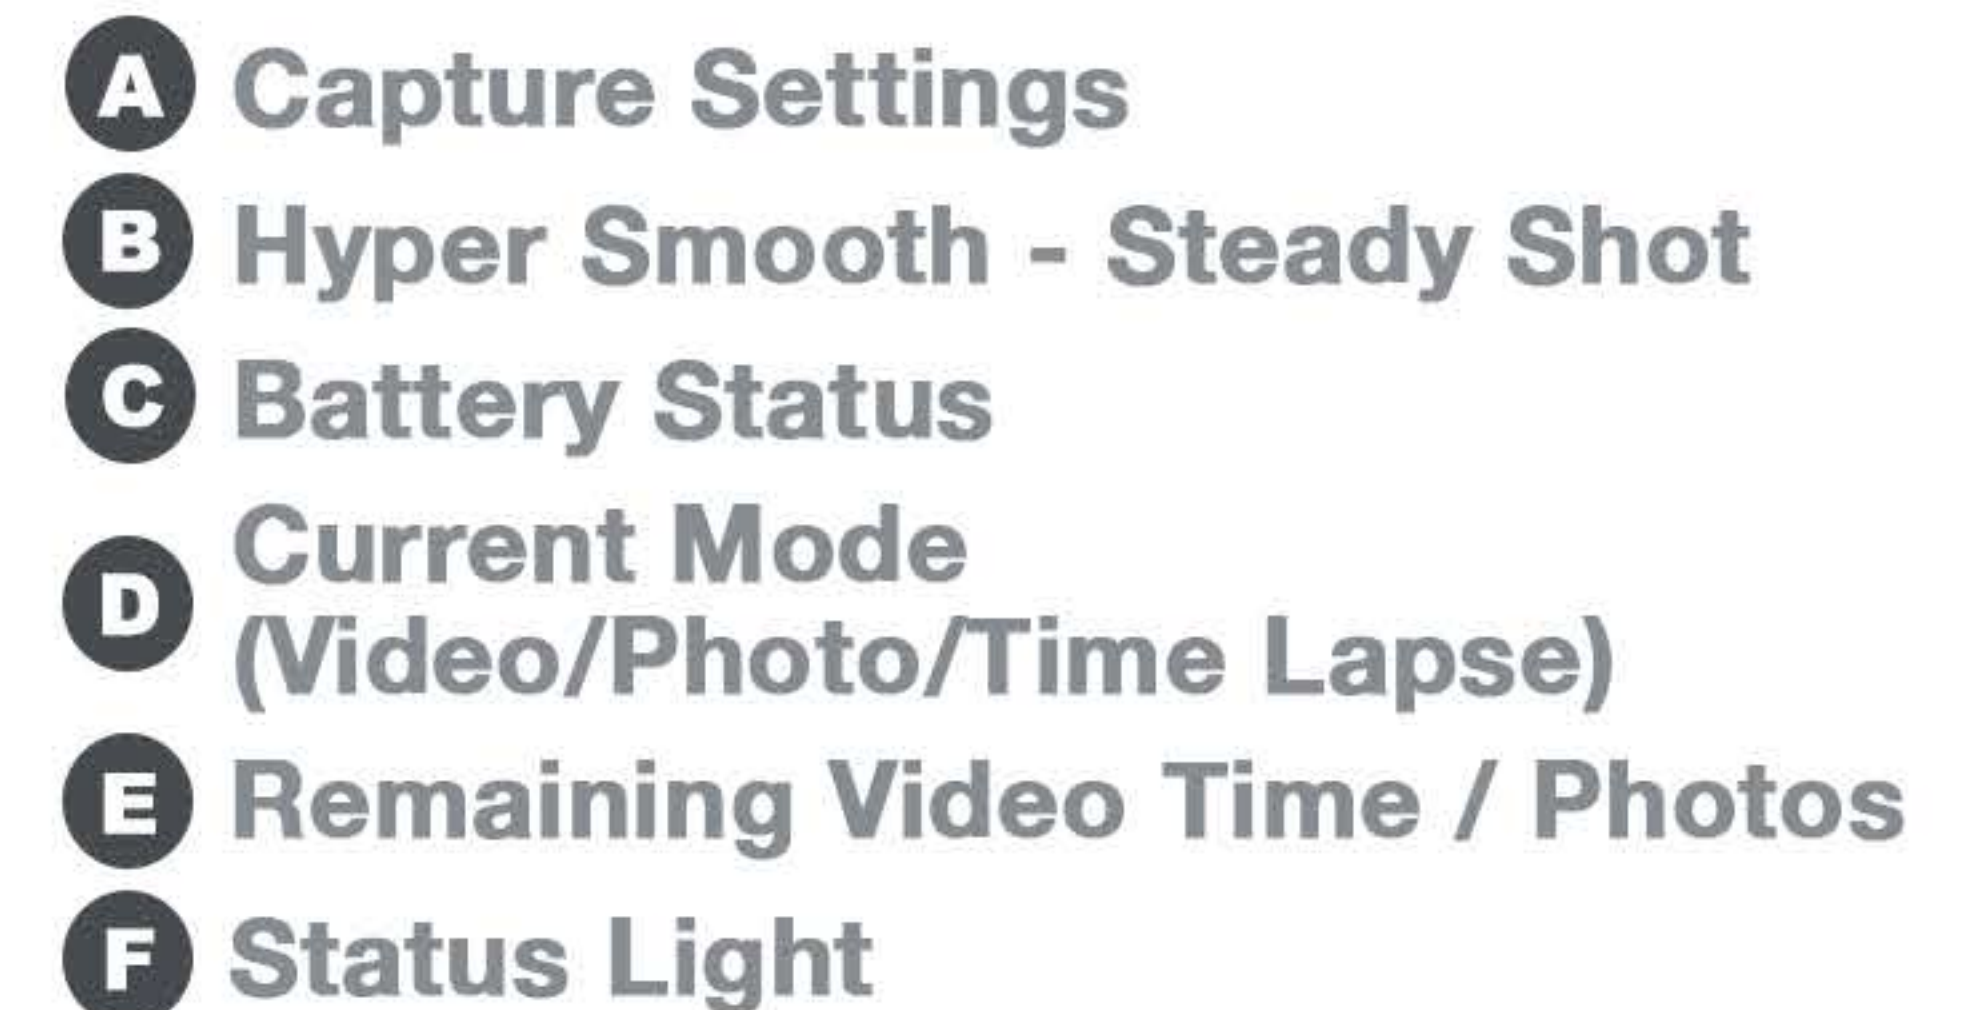 A Capture Settings
B Hyper Smooth - Steady Shot
C Battery Status
Current Mode
D
(Video/Photo/Time Lapse)
E Remaining Video Time / Photos
F Status Light